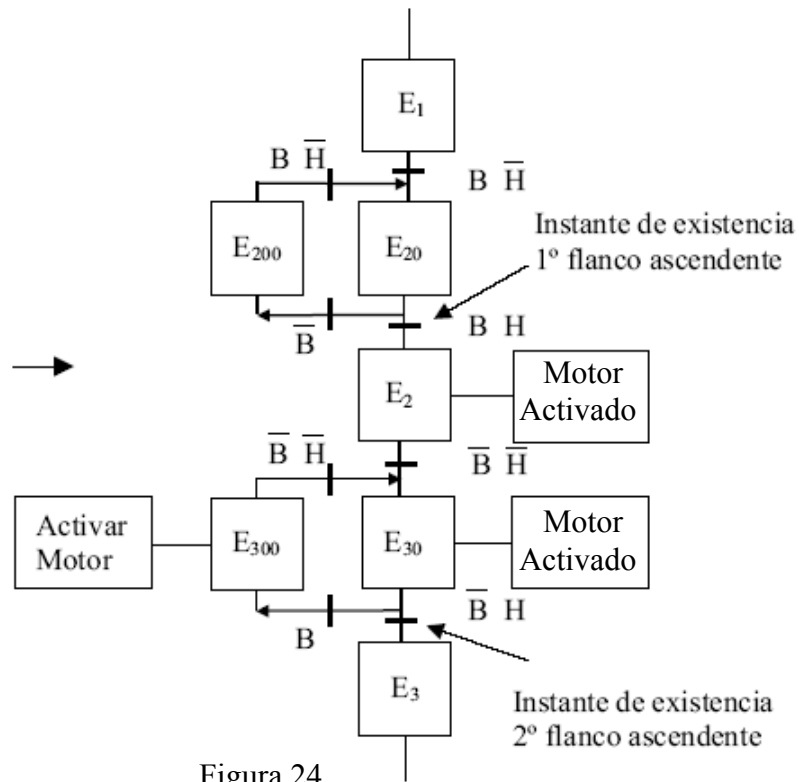 E₁
B H̅
B H̅
Instante de existencia
1º flanco ascendente
E₂₀₀
E₂₀
B̅
B H
E₂
Motor
Activado
B̅ H̅
B̅ H̅
Activar
Motor
E₃₀₀
E₃₀
Motor
Activado
B
B̅ H
E₃
Instante de existencia
2º flanco ascendente
Figura 24